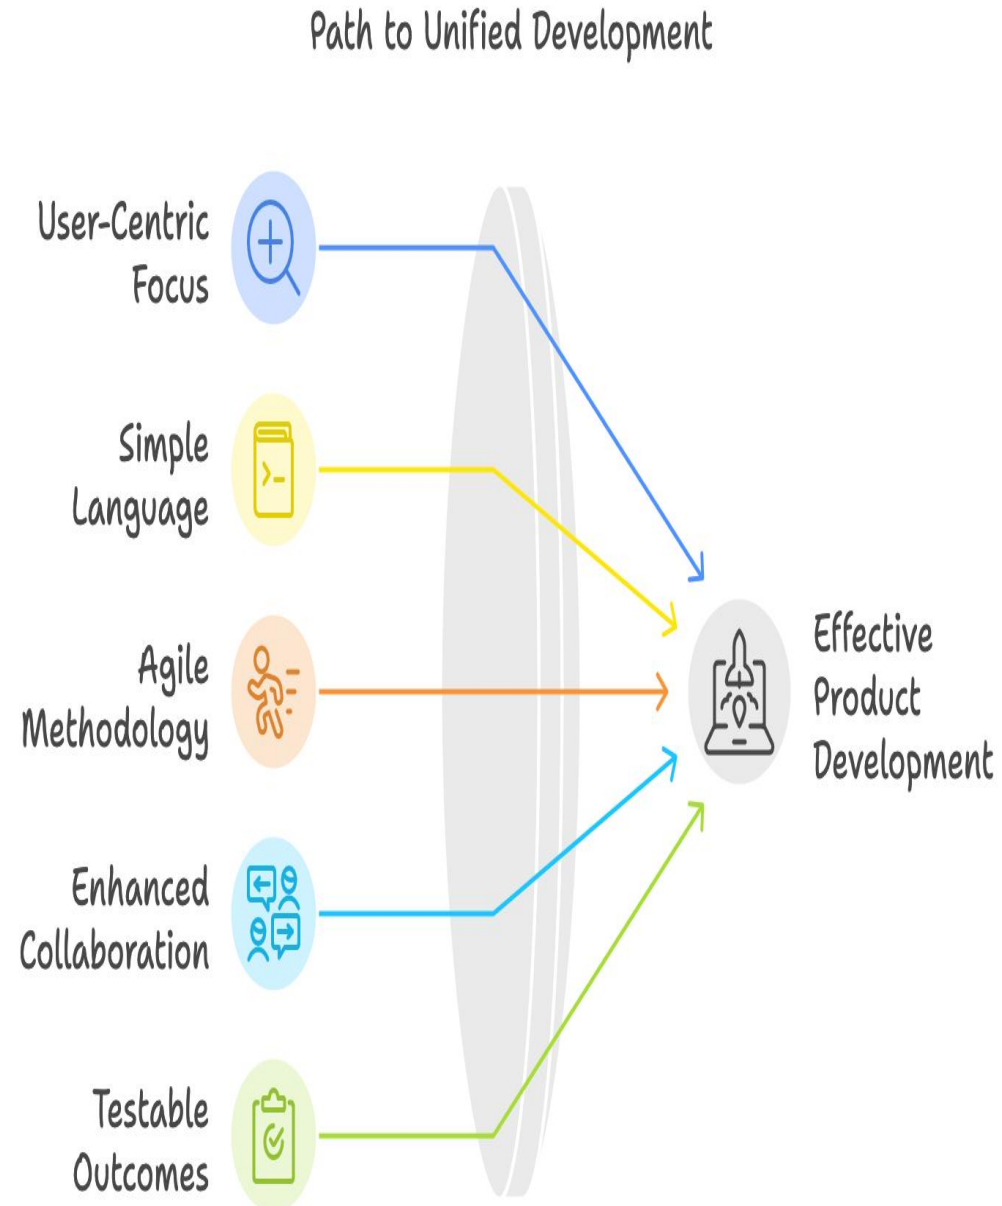 Path to Unified Development
User-Centric
Focus
Simple
Language
Agile
Methodology
Enhanced
Collaboration
Testable
Outcomes
Effective
Product
Development